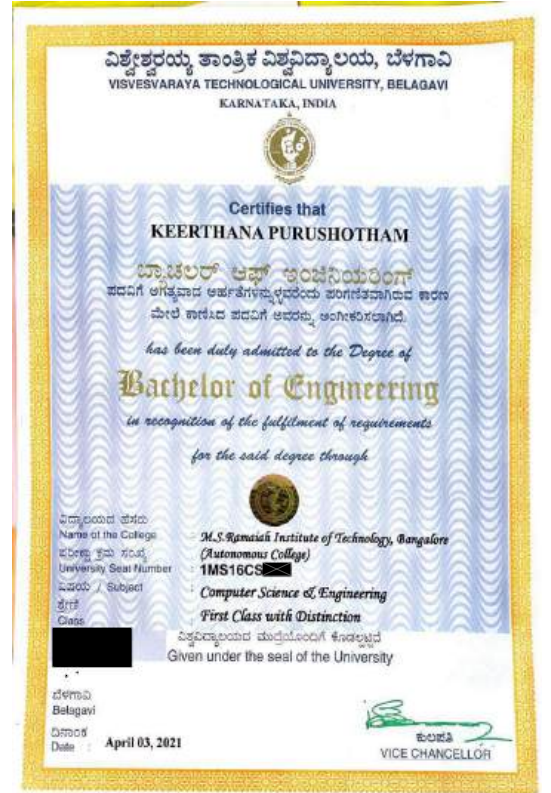 ವಿಶ್ವೇಶ್ವರಯ್ಯ ತಾಂತ್ರಿಕ ವಿಶ್ವವಿದ್ಯಾಲಯ, ಬೆಳಗಾವಿ
VISVESVARAYA TECHNOLOGICAL UNIVERSITY, BELAGAVI
KARNATAKA, INDIA
Certifies that
KEERTHANA PURUSHOTHAM
ಬ್ಯಾಚಲರ್ ಆಫ್ ಇಂಜಿನಿಯರಿಂಗ್
ಪದವಿಗೆ ಅಗತ್ಯವಾದ ಅರ್ಹತೆಗಳನ್ನುಳ್ಳವರೆಂದು ಪರಿಗಣಿತವಾಗಿರುವ ಕಾರಣ
ಮೇಲೆ ಕಾಣಿಸಿದ ಪದವಿಗೆ ಅವರನ್ನು ಅಂಗೀಕರಿಸಲಾಗಿದೆ.
has been duly admitted to the Degree of
Bachelor of Engineering
in recognition of the fulfilment of requirements
for the said degree through
ವಿದ್ಯಾಲಯದ ಹೆಸರು
Name of the College : M.S.Ramaiah Institute of Technology, Bangalore
(Autonomous College)
University Seat Number : 1MS16CS
ವಿಷಯ / Subject : Computer Science & Engineering
ಶ್ರೇಣಿ
Class : First Class with Distinction
ವಿಶ್ವವಿದ್ಯಾಲಯದ ಮುದ್ರೆಯೊಂದಿಗೆ ಕೊಡಲ್ಪಟ್ಟಿದೆ
Given under the seal of the University
ಬೆಳಗಾವಿ
Belagavi
ದಿನಾಂಕ
Date : April 03, 2021
ಕುಲಪತಿ
VICE CHANCELLOR